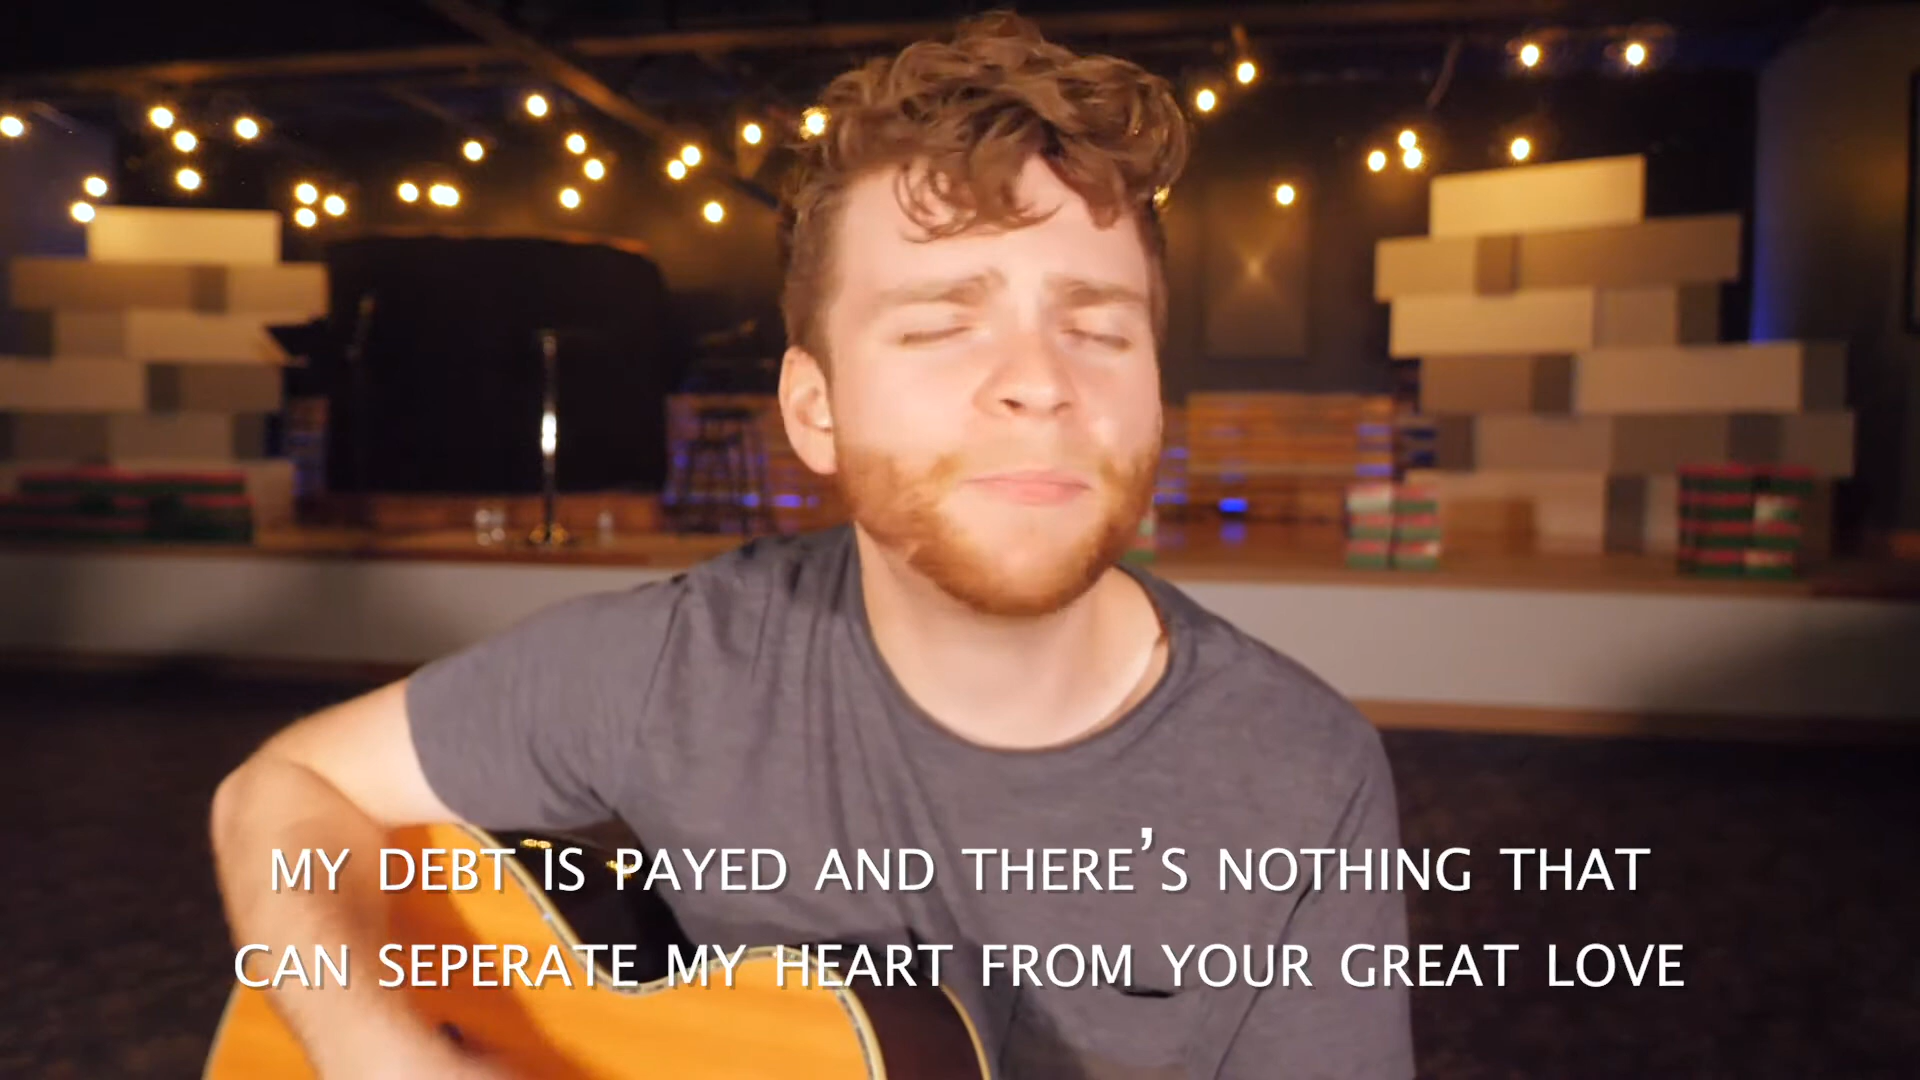 MY DEBT IS PAYED AND THERE'S NOTHING THAT
CAN SEPERATE MY HEART FROM YOUR GREAT LOVE